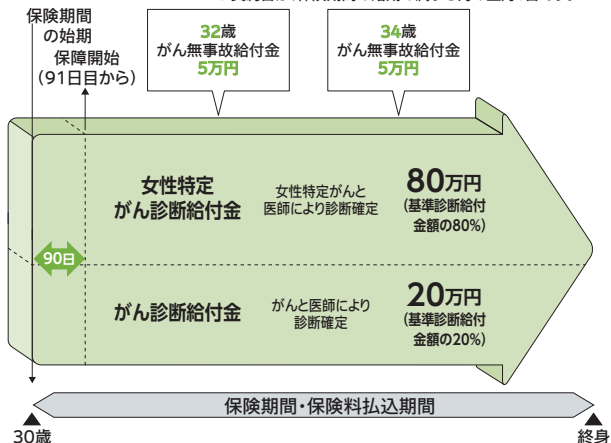 保険期間
の始期
保障開始
(91日目から)
32歳
がん無事故給付金
5万円
34歳
がん無事故給付金
5万円
女性特定
がん診断給付金
女性特定がんと
医師により診断確定
80万円
(基準診断給付
金額の80%)
90日
がん診断給付金
がんと医師により
診断確定
20万円
(基準診断給付
金額の20%)
保険期間・保険料払込期間
30歳
終身